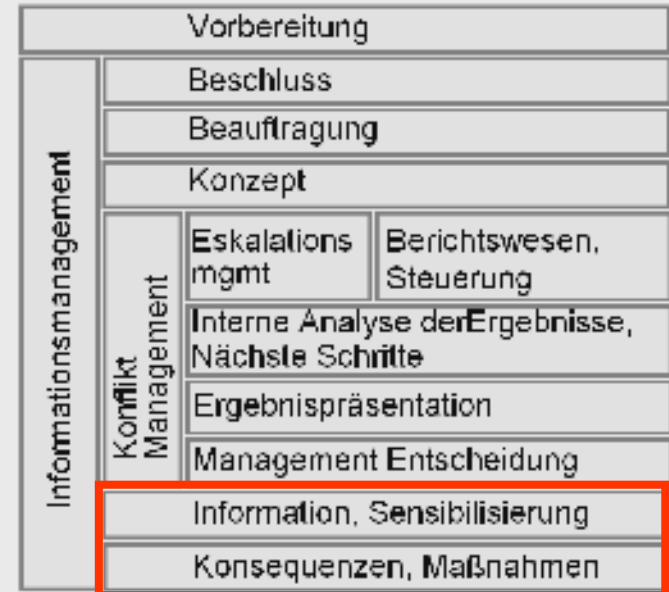 Vorbereitung
Informationsmanagement
Beschluss
Beauftragung
Konzept
Konflikt
Management
Eskalations
mgmt
Berichtswesen,
Steuerung
Interne Analyse derErgebnisse,
Nächste Schritte
Ergebnispräsentation
Management Entscheidung
Information, Sensibilisierung
Konsequenzen, Maßnahmen